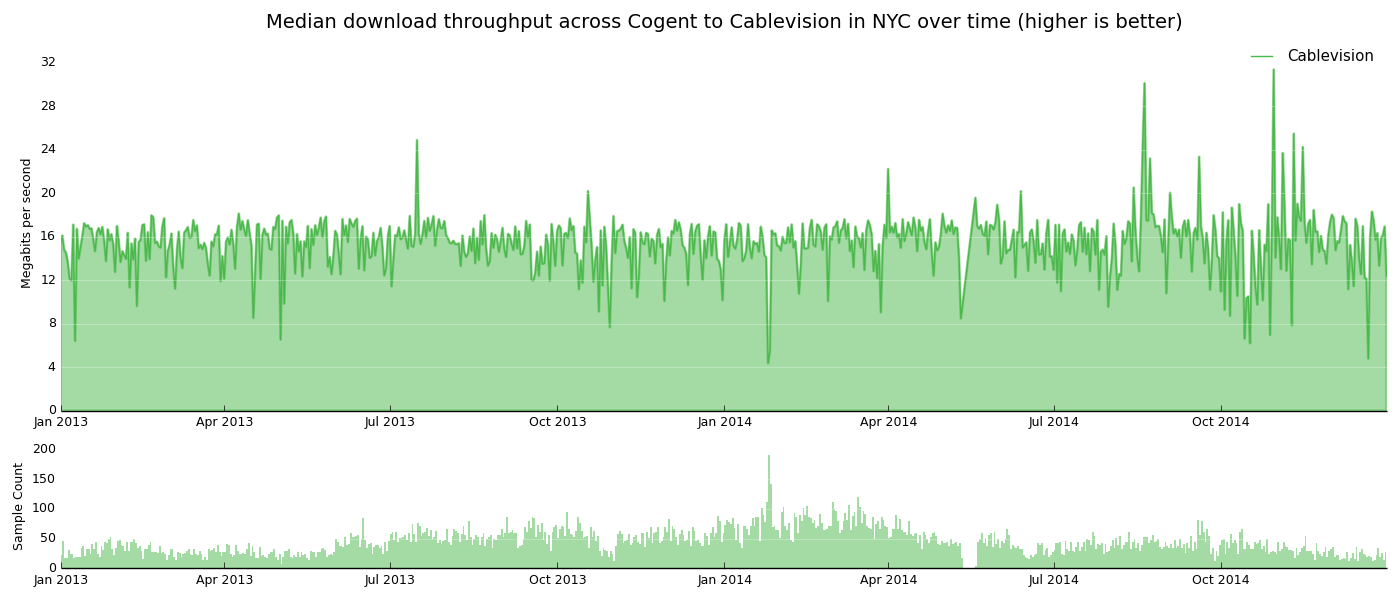 Median download throughput across Cogent to Cablevision in NYC over time (higher is better)
Cablevision
Megabits per second
32
28
24
20
16
12
8
4
0
Jan 2013 Apr 2013 Jul 2013 Oct 2013 Jan 2014 Apr 2014 Jul 2014 Oct 2014
Sample Count
200
150
100
50
0
Jan 2013 Apr 2013 Jul 2013 Oct 2013 Jan 2014 Apr 2014 Jul 2014 Oct 2014